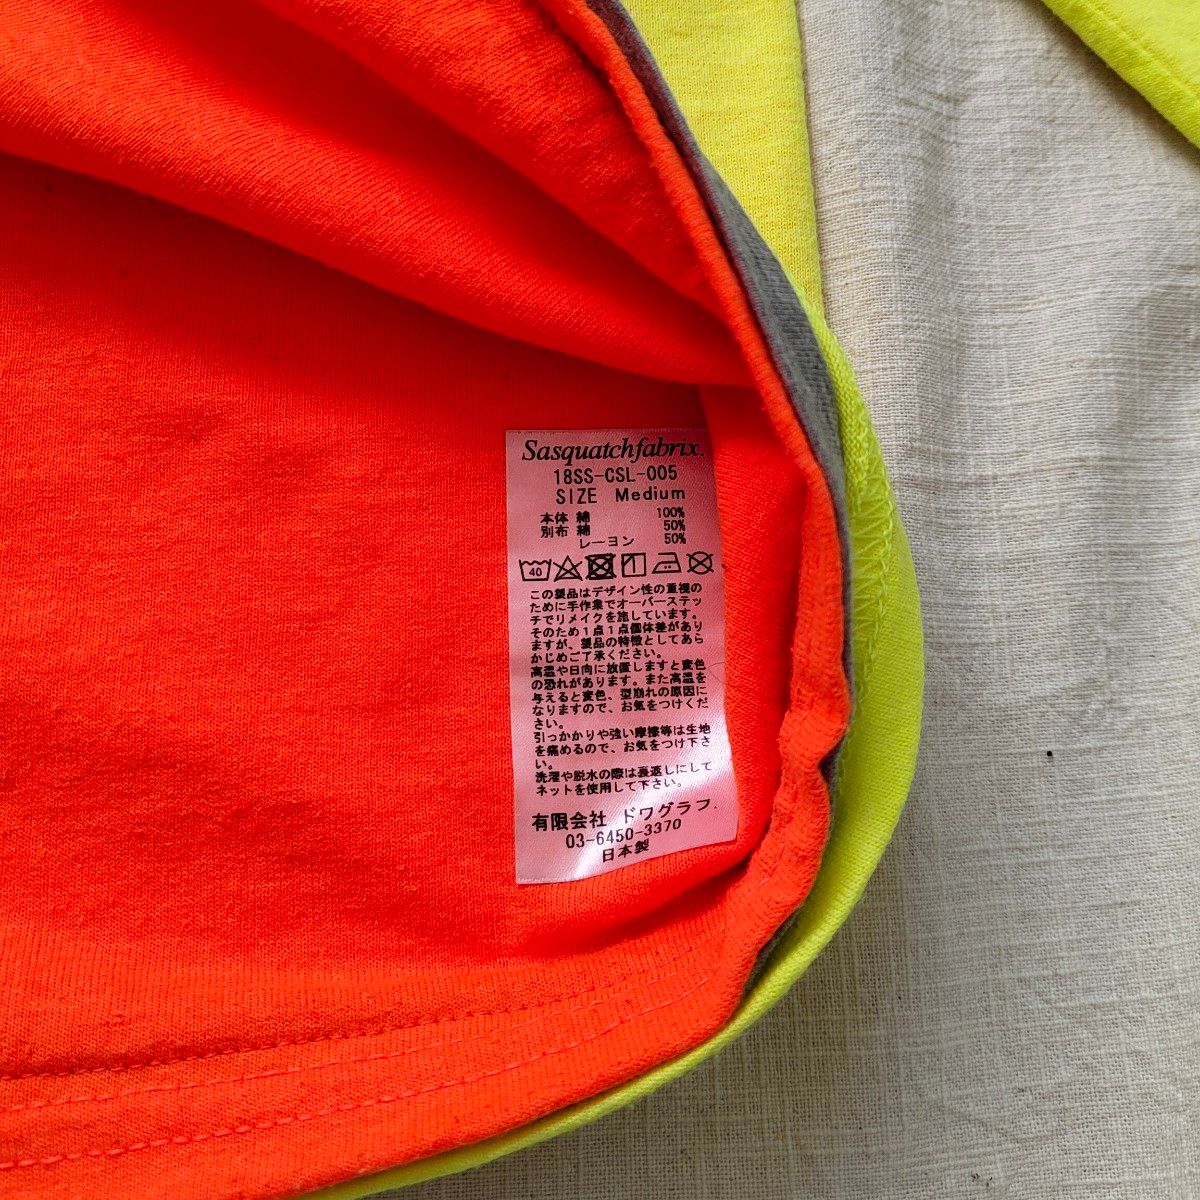 Sasquatchfabrix.
18SS-CSL-005
SIZE Medium
本体 綿 100%
別布 綿 50%
レーヨン 50%
40
この製品はデザイン性の重視の
ために手作業でオーバーステッ
チでリメイクを施しています。
そのため1点1点個体差があり
ますが、製品の特徴としてあら
かじめご了承ください。
高温や日向に放置しますと変色
の恐れがあります。また高温を
与えると変色、型崩れの原因に
なりますので、お気をつけくだ
さい。
引っかかりや強い摩擦等は生地
を痛めるので、お気をつけ下さ
い。
洗濯や脱水の際は裏返しにして
ネットを使用して下さい。
有限会社 ドワグラフ.
03-6450-3370
日本製